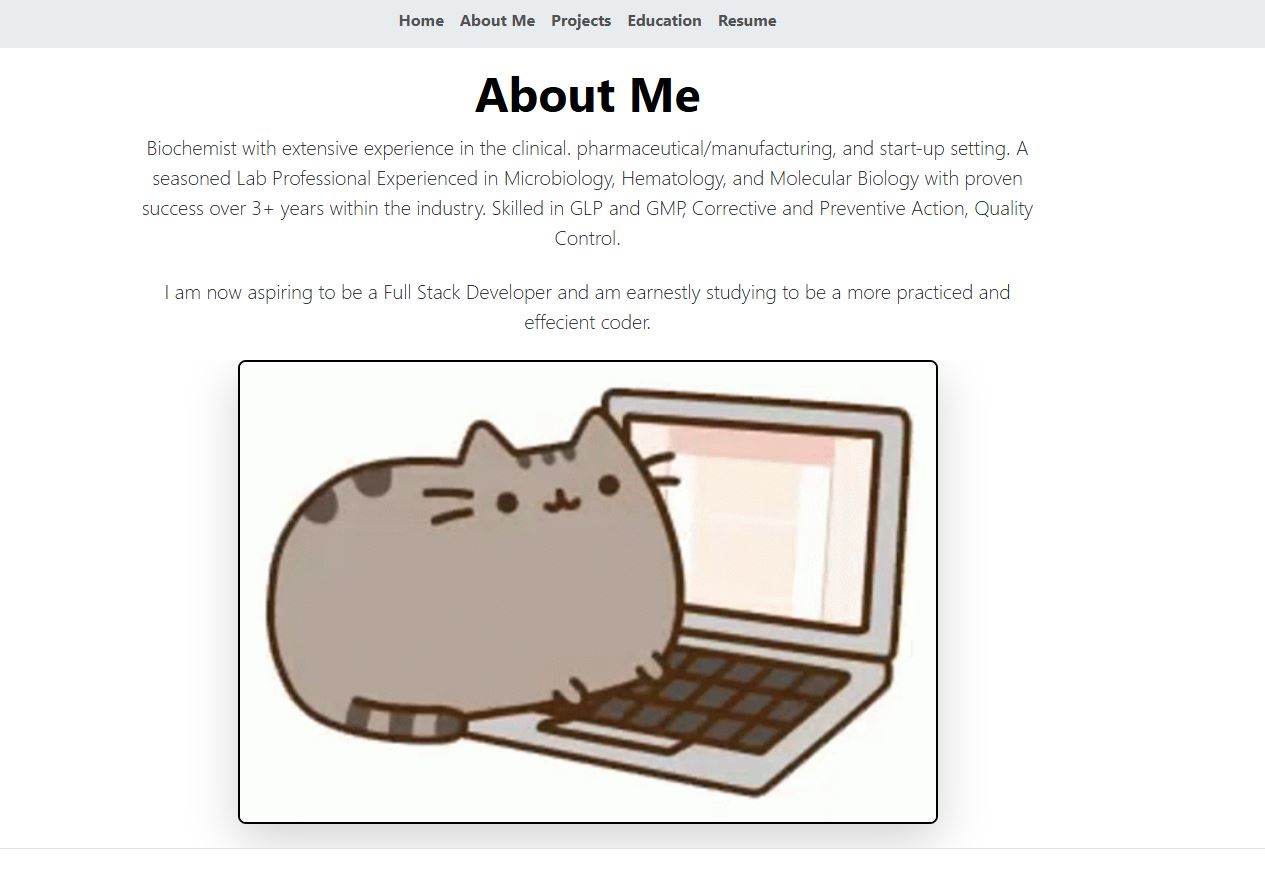 Home About Me Projects Education Resume
About Me
Biochemist with extensive experience in the clinical. pharmaceutical/manufacturing, and start-up setting. A
seasoned Lab Professional Experienced in Microbiology, Hematology, and Molecular Biology with proven
success over 3+ years within the industry. Skilled in GLP and GMP, Corrective and Preventive Action, Quality
Control.
I am now aspiring to be a Full Stack Developer and am earnestly studying to be a more practiced and
effecient coder.